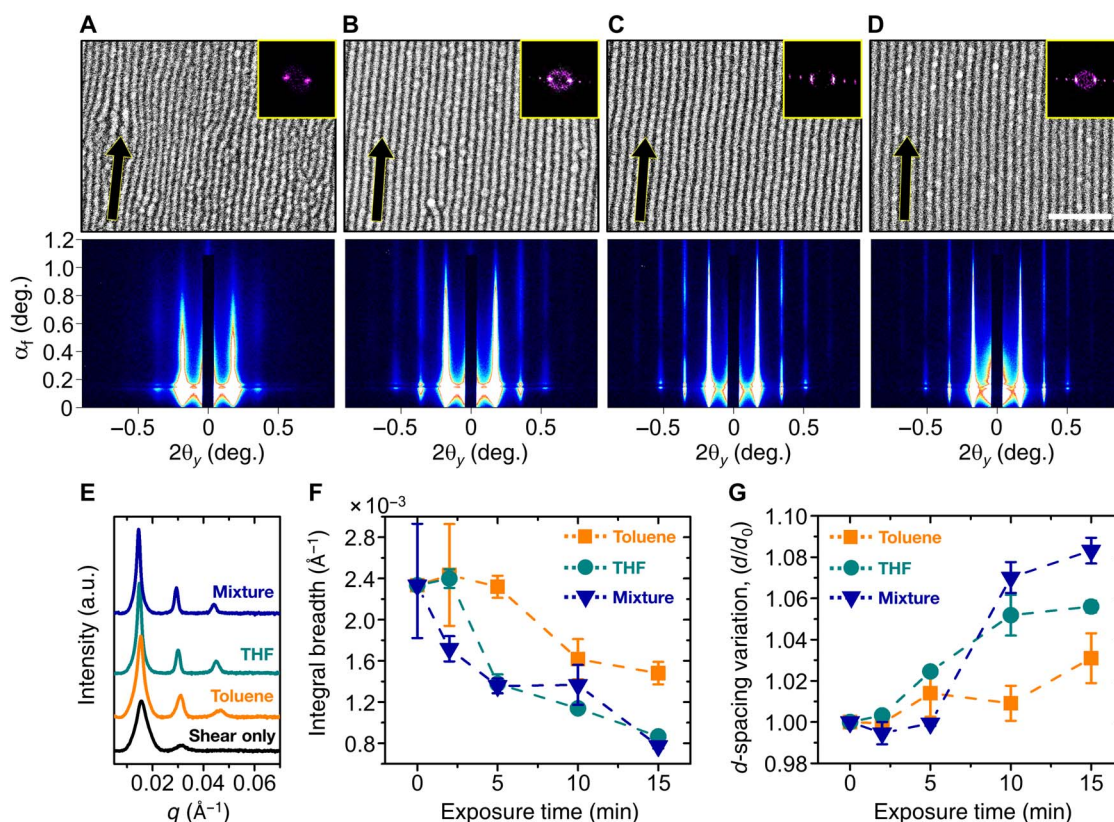 A
B
C
D
1.2
1.0
0.8
0.6
0.4
0.2
0
αf (deg.)
−0.5 0 0.5
−0.5 0 0.5
−0.5 0 0.5
−0.5 0 0.5
2θy (deg.)
2θy (deg.)
2θy (deg.)
2θy (deg.)
E
Intensity (a.u.)
Mixture
THF
Toluene
Shear only
0.02 0.04 0.06
q (Å−1)
F
× 10−3
Integral breadth (Å−1)
2.8
2.4
2.0
1.6
1.2
0.8
Toluene
THF
Mixture
0 5 10 15
Exposure time (min)
G
d-spacing variation, (d/d0)
1.10
1.08
1.06
1.04
1.02
1.00
0.98
Toluene
THF
Mixture
0 5 10 15
Exposure time (min)